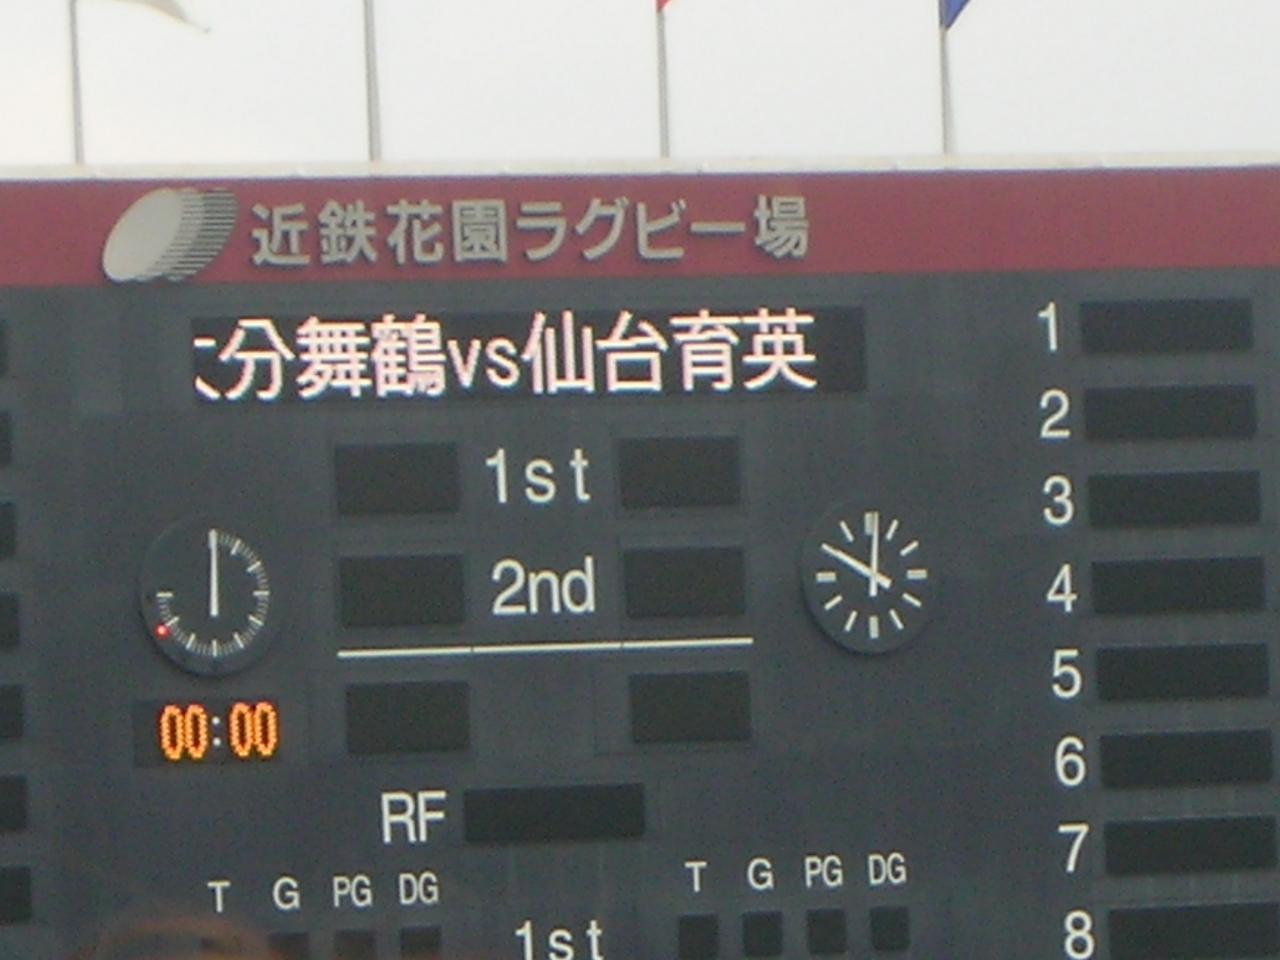 近鉄花園ラグビー場
分舞鶴vs仙台育英
1st
2nd
00:00
RF
T G PG DG
T G PG DG
1st
1
2
3
4
5
6
7
8